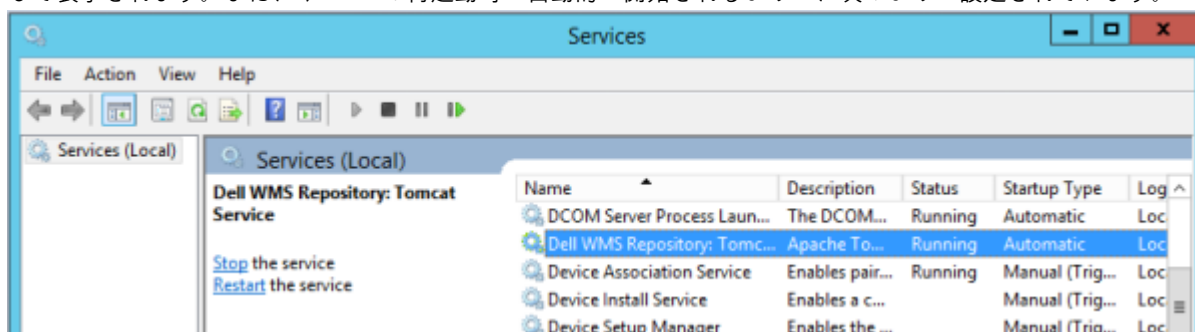 Services
File Action View Help
Services (Local)
Services (Local)
Dell WMS Repository: Tomcat
Service
Stop the service
Restart the service
Name Description Status Startup Type Log
DCOM Server Process Laun... The DCOM... Running Automatic Loc
Dell WMS Repository: Tomc... Apache To... Running Automatic Loc
Device Association Service Enables pair... Running Manual (Trig... Loc
Device Install Service Enables a c... Manual (Trig... Loc
Device Setup Manager Enables the ... Manual (Trig... Loc